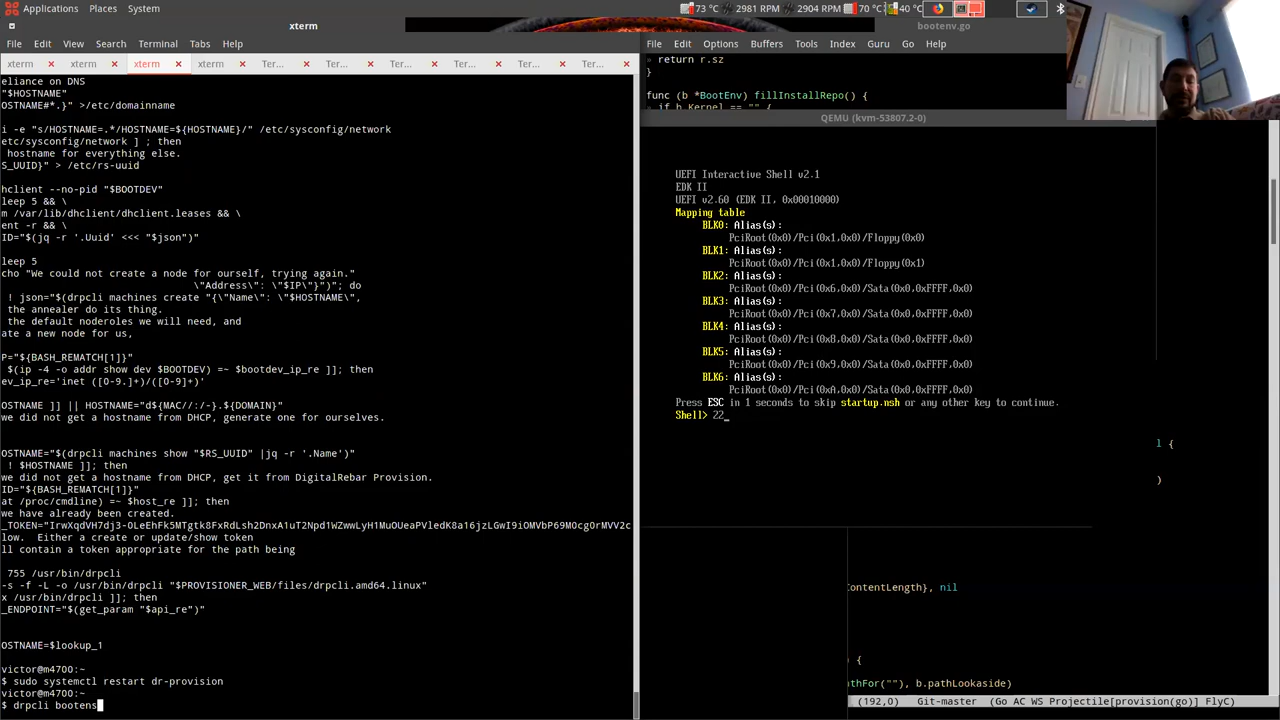 Applications Places System 73 °C 2981 RPM 2904 RPM 70 °C 40 °C
xterm
bootenv.go
File Edit View Search Terminal Tabs Help
xterm xterm xterm xterm Ter... Ter... Ter... Ter... Ter... Ter...
eliance on DNS
"$HOSTNAME"
OSTNAME#*.}" >/etc/domainname
i -e "s/HOSTNAME=.*/HOSTNAME=${HOSTNAME}/" /etc/sysconfig/network
etc/sysconfig/network ] ; then
hostname for everything else.
S_UUID}" > /etc/rs-uuid
hclient --no-pid "$BOOTDEV"
leep 5 && \
m /var/lib/dhclient/dhclient.leases && \
ent -r && \
ID="$(jq -r '.Uuid' <<< "$json")"
leep 5
cho "We could not create a node for ourself, trying again."
\"Address\": \"$IP\"}")"; do
! json="$(drpcli machines create "{\"Name\": \"$HOSTNAME\",
the annealer do its thing.
the default noderoles we will need, and
ate a new node for us,
P="${BASH_REMATCH[1]}"
$(ip -4 -o addr show dev $BOOTDEV) =~ $bootdev_ip_re ]]; then
ev_ip_re='inet ([0-9.]+)/([0-9]+)'
OSTNAME ]] || HOSTNAME="d${MAC//:/-}.${DOMAIN}"
we did not get a hostname from DHCP, generate one for ourselves.
OSTNAME="$(drpcli machines show "$RS_UUID" |jq -r '.Name')"
! $HOSTNAME ]]; then
we did not get a hostname from DHCP, get it from DigitalRebar Provision.
ID="${BASH_REMATCH[1]}"
at /proc/cmdline) =~ $host_re ]]; then
we have already been created.
low.  Either a create or update/show token
ll contain a token appropriate for the path being
755 /usr/bin/drpcli
-s -f -L -o /usr/bin/drpcli "$PROVISIONER_WEB/files/drpcli.amd64.linux"
x /usr/bin/drpcli ]]; then
_ENDPOINT="$(get_param "$api_re")"
OSTNAME=$lookup_1
victor@m4700:~
$ sudo systemctl restart dr-provision
victor@m4700:~
$ drpcli bootens
File Edit Options Buffers Tools Index Guru Go Help
» return r.sz
}
func (b *BootEnv) fillInstallRepo() {
» if b.Kernel == "" {
QEMU (kvm-53807.2-0)
UEFI Interactive Shell v2.1
EDK II
UEFI v2.60 (EDK II, 0x00010000)
Mapping table
BLK0: Alias(s):
PciRoot(0x0)/Pci(0x1,0x0)/Floppy(0x0)
BLK1: Alias(s):
PciRoot(0x0)/Pci(0x1,0x0)/Floppy(0x1)
BLK2: Alias(s):
PciRoot(0x0)/Pci(0x6,0x0)/Sata(0x0,0xFFFF,0x0)
BLK3: Alias(s):
PciRoot(0x0)/Pci(0x7,0x0)/Sata(0x0,0xFFFF,0x0)
BLK4: Alias(s):
PciRoot(0x0)/Pci(0x8,0x0)/Sata(0x0,0xFFFF,0x0)
BLK5: Alias(s):
PciRoot(0x0)/Pci(0x9,0x0)/Sata(0x0,0xFFFF,0x0)
BLK6: Alias(s):
PciRoot(0x0)/Pci(0xA,0x0)/Sata(0x0,0xFFFF,0x0)
Press ESC in 1 seconds to skip startup.nsh or any other key to continue.
Shell> 22_
l {
)
ContentLength}, nil
) {
athFor(""), b.pathLookaside)
(192,0) Git-master (Go AC WS Projectile[provision(go)] FlyC)